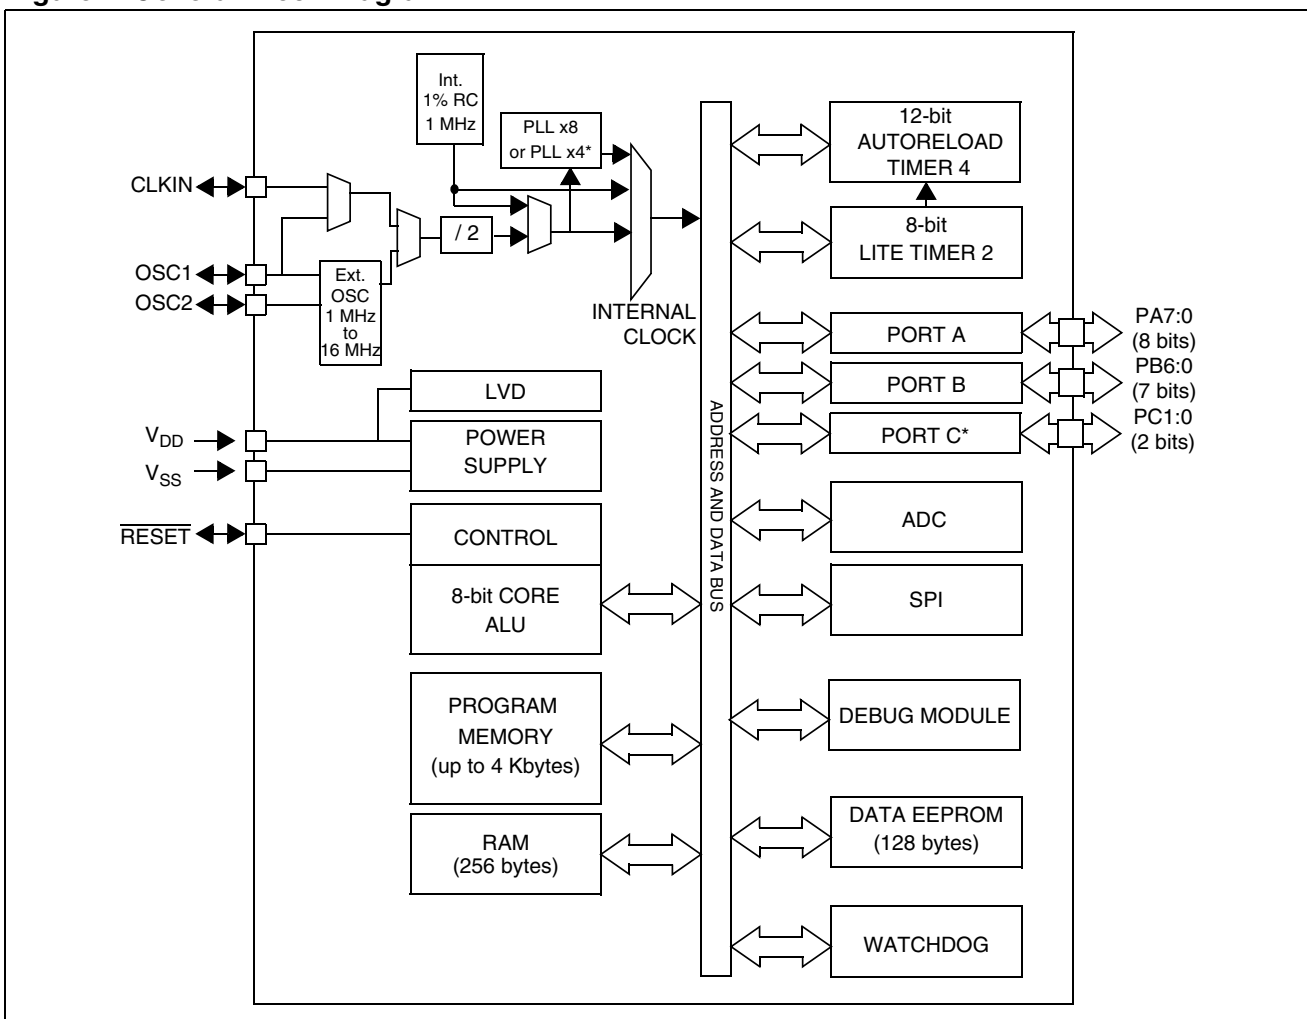 Int.
1% RC
1 MHz
PLL x8
or PLL x4*
12-bit
AUTORELOAD
TIMER 4
CLKIN
/ 2
8-bit
LITE TIMER 2
OSC1
OSC2
Ext.
OSC
1 MHz
to
16 MHz
INTERNAL
CLOCK
PORT A
PA7:0
(8 bits)
PORT B
PB6:0
(7 bits)
PORT C*
PC1:0
(2 bits)
LVD
VDD
VSS
POWER
SUPPLY
ADDRESS AND DATA BUS
RESET
CONTROL
8-bit CORE
ALU
ADC
SPI
PROGRAM
MEMORY
(up to 4 Kbytes)
DEBUG MODULE
RAM
(256 bytes)
DATA EEPROM
(128 bytes)
WATCHDOG